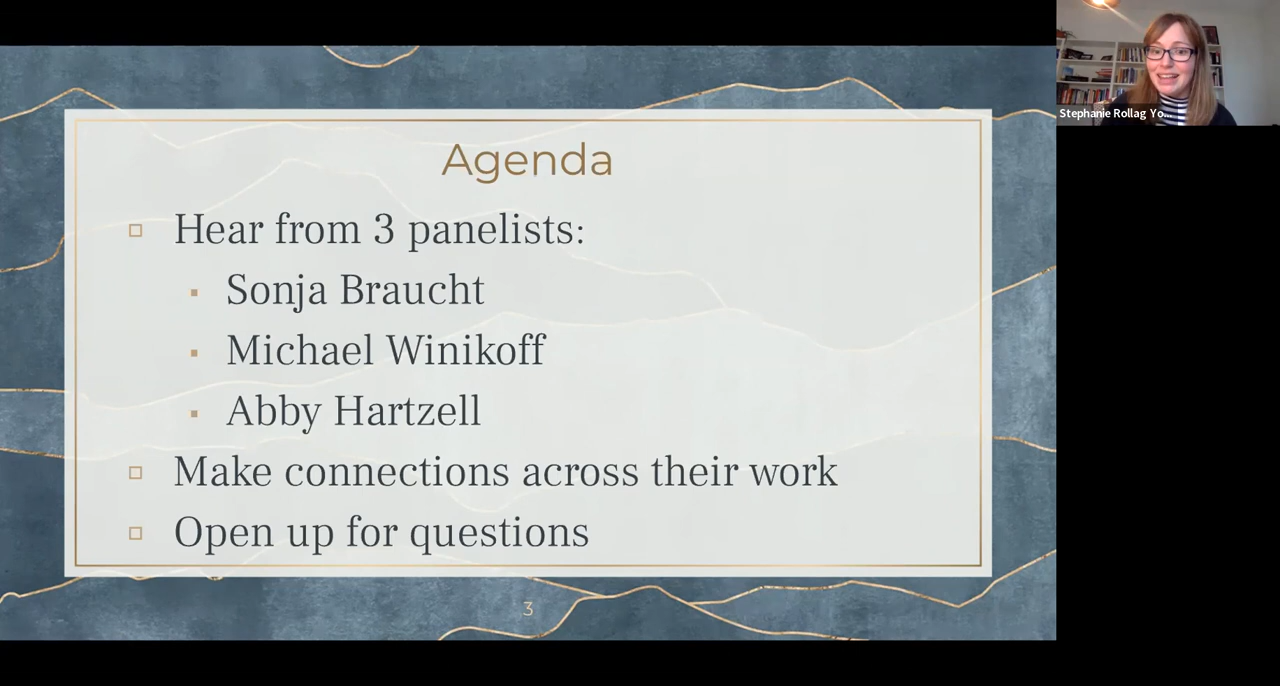 Agenda
Hear from 3 panelists:
Sonja Braucht
Michael Winikoff
Abby Hartzell
Make connections across their work
Open up for questions
3
Stephanie Rollag Yo...